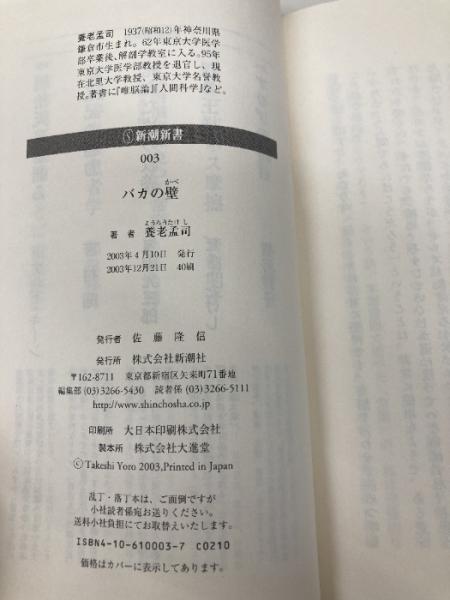 養老孟司　1937(昭和12)年神奈川県
鎌倉市生まれ。62年東京大学医学
部卒業後、解剖学教室に入る。95年
東京大学医学部教授を退官し、現
在北里大学教授、東京大学名誉教
授。著書に『唯脳論』『人間科学』など。
Ⓢ新潮新書
003
かべ
バカの壁
ようろうたけし
著　者　養老孟司
2003年4月10日　発行
2003年12月21日　40刷
発行者　佐藤隆信
発行所　株式会社新潮社
〒162-8711　東京都新宿区矢来町71番地
編集部(03)3266-5430　読者係(03)3266-5111
http://www.shinchosha.co.jp
印刷所　大日本印刷株式会社
製本所　株式会社大進堂
©Takeshi Yoro 2003,Printed in Japan
乱丁・落丁本は、ご面倒ですが
小社読者係宛お送りください。
送料小社負担にてお取替えいたします。
ISBN4-10-610003-7　C0210
価格はカバーに表示してあります。